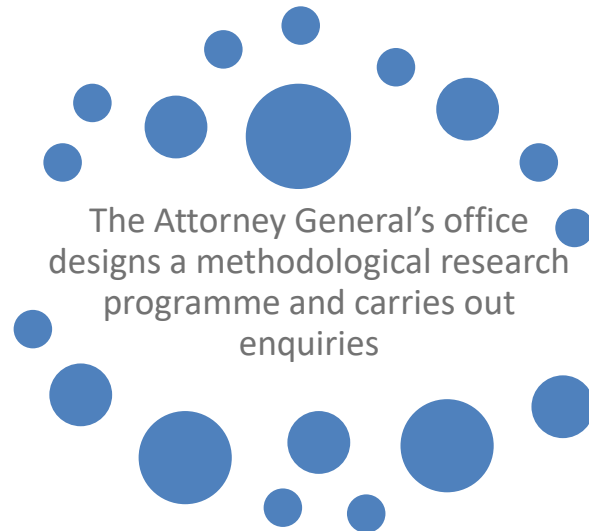 The Attorney General’s office
designs a methodological research
programme and carries out
enquiries